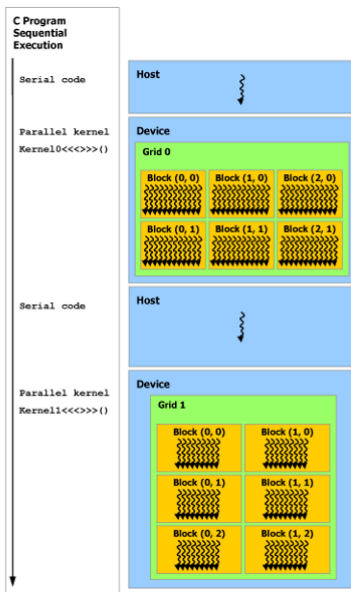 C Program
Sequential
Execution
Serial code
Host
Parallel kernel
Kernel0<<<>>>()
Device
Grid 0
Block (0, 0) Block (1, 0) Block (2, 0)
Block (0, 1) Block (1, 1) Block (2, 1)
Serial code
Host
Parallel kernel
Kernel1<<<>>>()
Device
Grid 1
Block (0, 0) Block (1, 0)
Block (0, 1) Block (1, 1)
Block (0, 2) Block (1, 2)